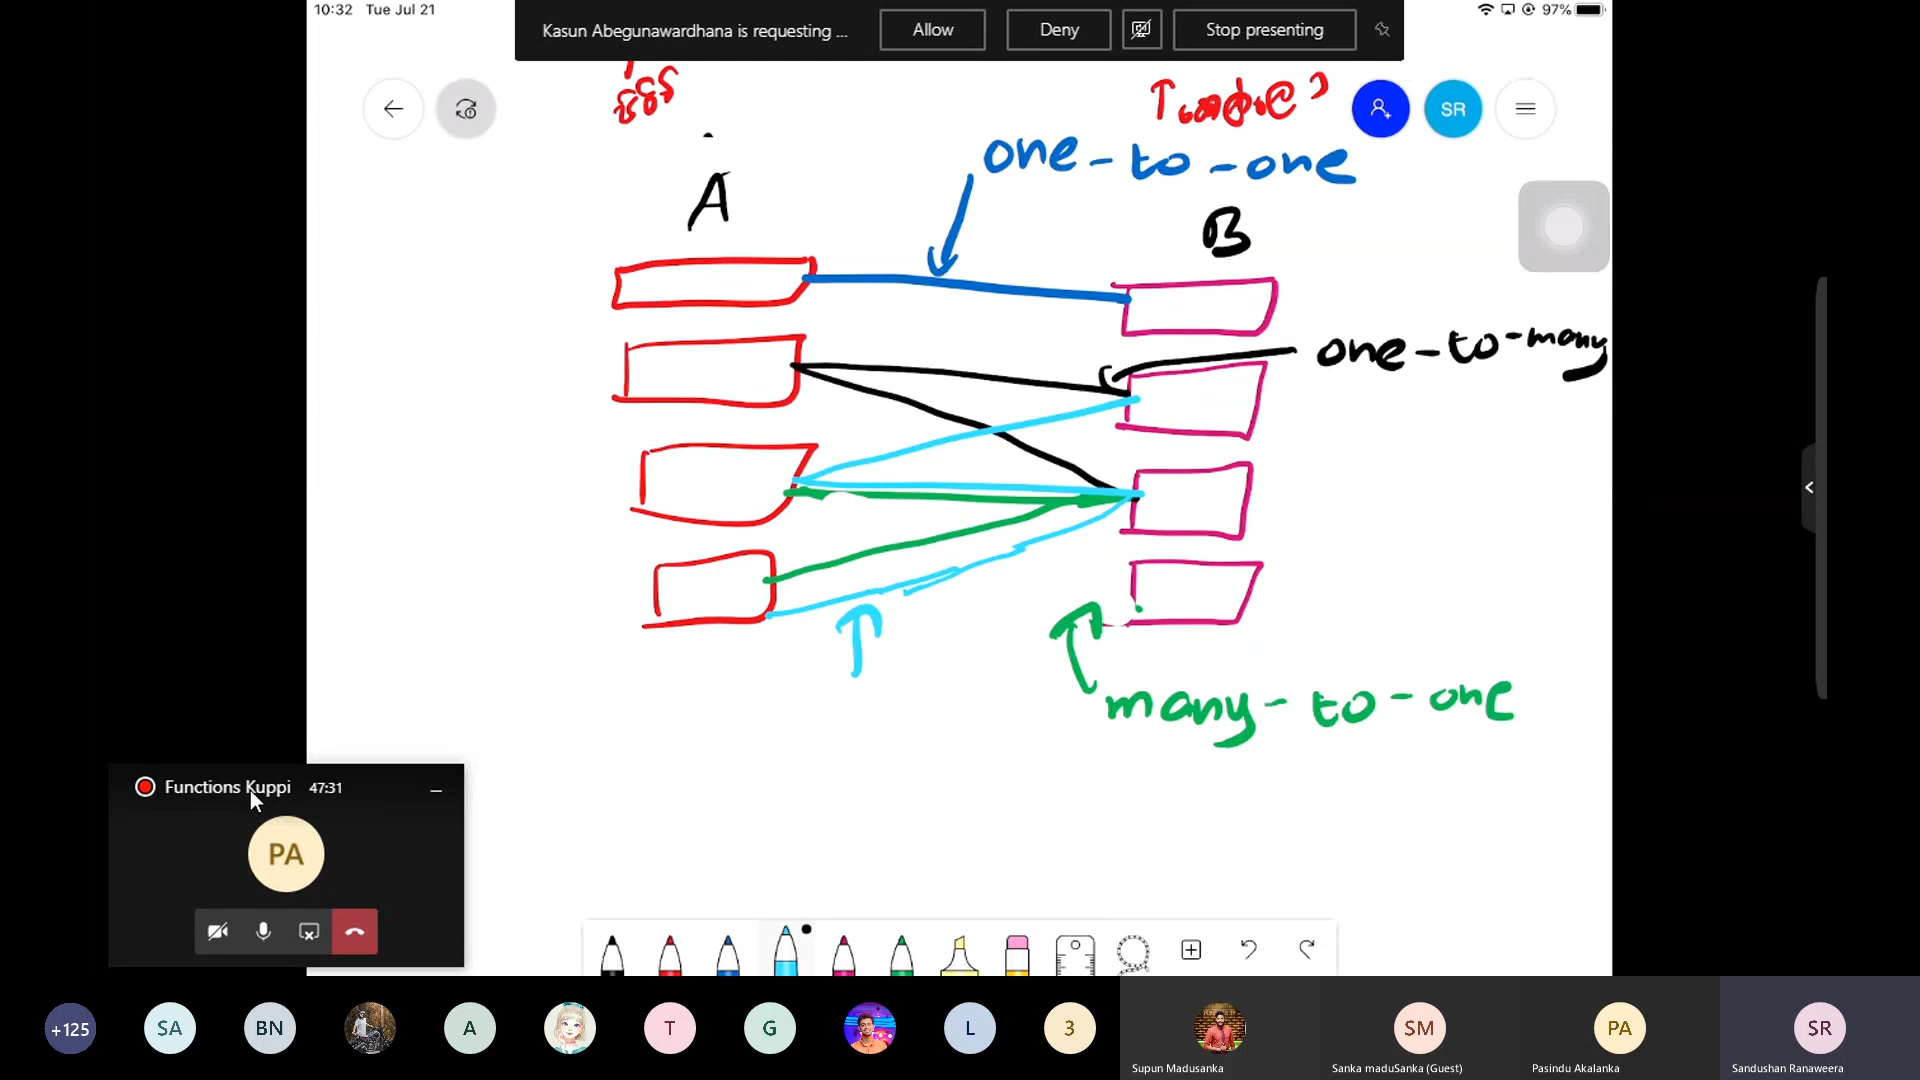 10:32 Tue Jul 21
97%
Kasun Abegunawardhana is requesting ...
Allow
Deny
Stop presenting
SR
one-to-one
A
B
one-to-many
many-to-one
Functions Kuppi 47:31
PA
+125
SA
BN
A
T
G
L
3
SM
PA
SR
Supun Madusanka
Sanka maduSanka (Guest)
Pasindu Akalanka
Sandushan Ranaweera